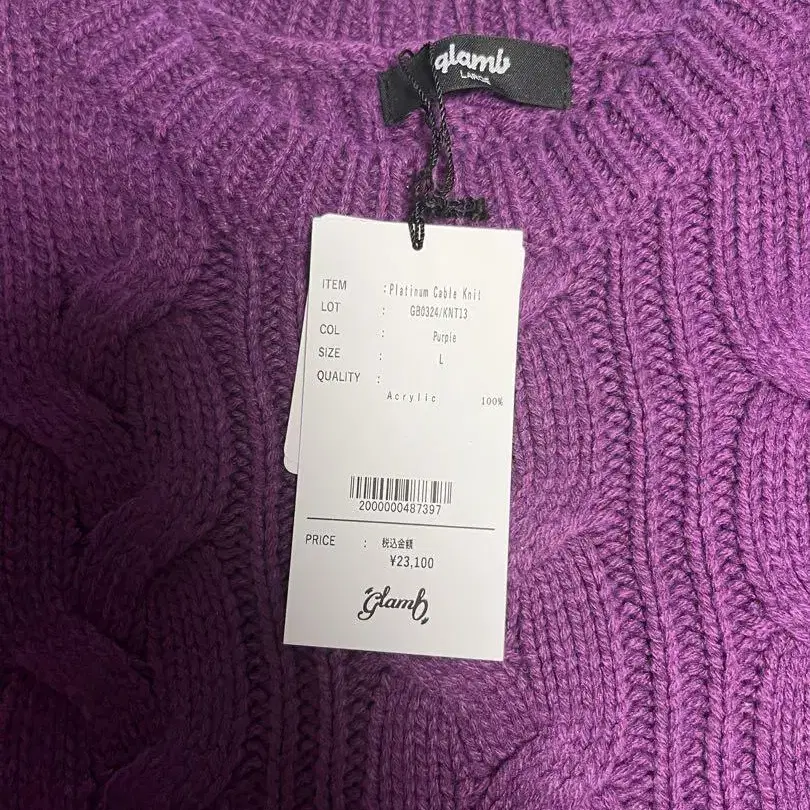 glamb
LARGE
ITEM : Platinum Cable Knit
LOT : GB0324/KNT13
COL : Purple
SIZE : L
QUALITY :
Acrylic 100%
2000000487397
PRICE : 税込金額
¥23,100
glamb